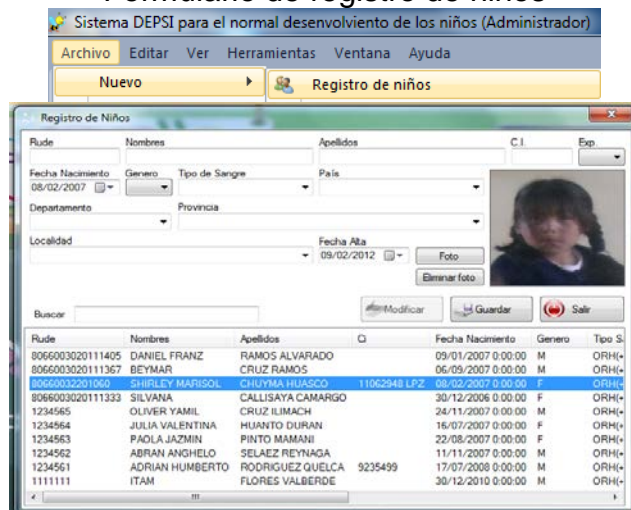 Formulario de registro de niños
Sistema DEPSI para el normal desenvolviento de los niños (Administrador)
Archivo Editar Ver Herramientas Ventana Ayuda
Nuevo Registro de niños
Registro de Niños
Rude Nombres Apellidos C.I. Exp.
Fecha Nacimiento Genero Tipo de Sangre País
08/02/2007
Departamento Provincia
Localidad Fecha Alta
09/02/2012 Foto
Eliminar foto
Buscar Modificar Guardar Salir
Rude Nombres Apellidos Ci Fecha Nacimiento Genero Tipo S
8066003020111405 DANIEL FRANZ RAMOS ALVARADO 09/01/2007 0:00:00 M ORH(+
8066003020111367 BEYMAR CRUZ RAMOS 06/09/2007 0:00:00 M ORH(+
80660032201060 SHIRLEY MARISOL CHUYMA HUASCO 11062948 LPZ 08/02/2007 0:00:00 F ORH(+
8066003020111333 SILVANA CALLISAYA CAMARGO 30/12/2006 0:00:00 F ORH(+
1234565 OLIVER YAMIL CRUZ ILIMACH 24/11/2007 0:00:00 M ORH(+
1234564 JULIA VALENTINA HUANTO DURAN 16/07/2007 0:00:00 F ORH(+
1234563 PAOLA JAZMIN PINTO MAMANI 22/08/2007 0:00:00 F ORH(+
1234562 ABRAN ANGHELO SELAEZ REYNAGA 11/11/2007 0:00:00 M ORH(+
1234561 ADRIAN HUMBERTO RODRIGUEZ QUELCA 9235499 17/07/2008 0:00:00 M ORH(+
1111111 ITAM FLORES VALBERDE 30/12/2010 0:00:00 M ORH(+